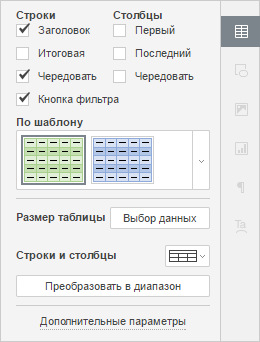 Строки Столбцы
Заголовок Первый
Итоговая Последний
Чередовать Чередовать
Кнопка фильтра
По шаблону
Размер таблицы Выбор данных
Строки и столбцы
Преобразовать в диапазон
Дополнительные параметры
Ta